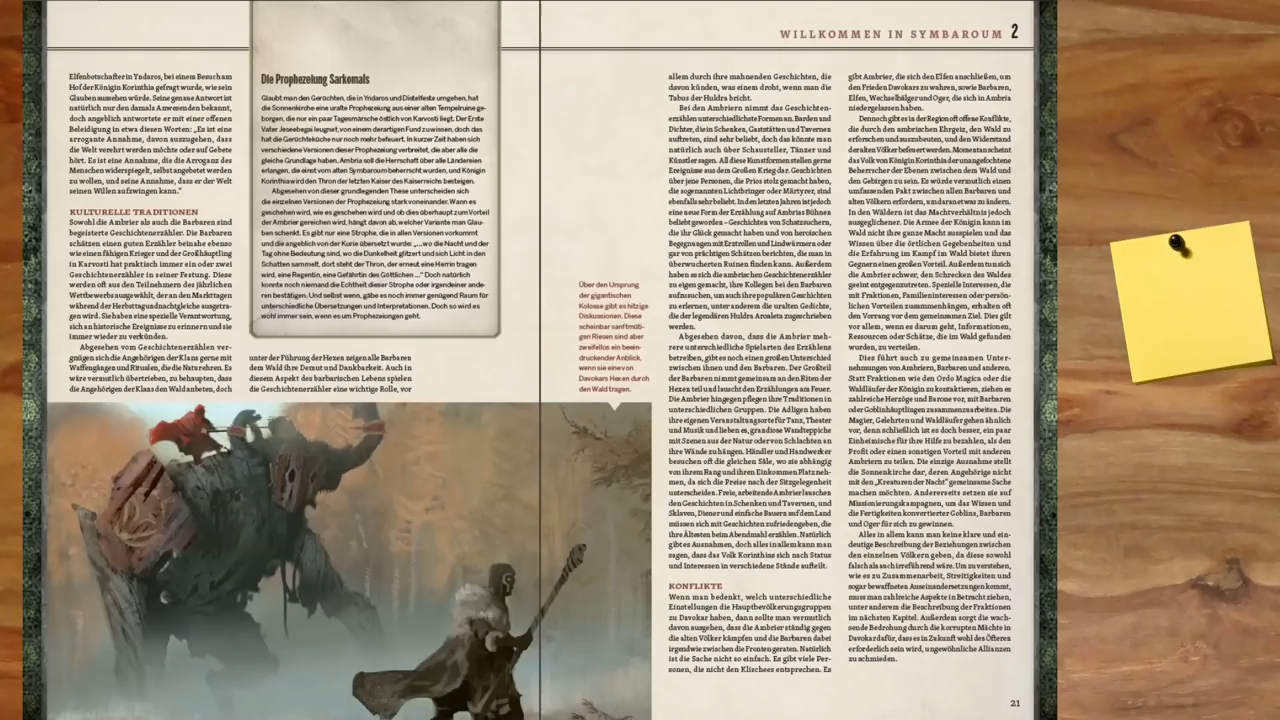 WILLKOMMEN IN SYMBAROUM 2
Elfenbotschafter in Yndaros, bei einem Besuch am
Hof der Königin Korinthia gefragt wurde, wie sein
Glauben aussehen würde. Seine genaue Antwort ist
natürlich nur den damals Anwesenden bekannt,
doch angeblich antwortete er mit einer offenen
Beleidigung in etwa diesen Worten: „Es ist eine
arrogante Annahme, davon auszugehen, dass
die Welt verehrt werden möchte oder auf Gebete
hört. Es ist eine Annahme, die die Arroganz des
Menschen widerspiegelt, selbst angebetet werden
zu wollen, und seine Annahme, dass er der Welt
seinen Willen aufzwingen kann.“
KULTURELLE TRADITIONEN
Sowohl die Ambrier als auch die Barbaren sind
begeisterte Geschichtenerzähler. Die Barbaren
schätzen einen guten Erzähler beinahe ebenso
wie einen fähigen Krieger und der Großhäuptling
in Karvosti hat praktisch immer ein oder zwei
Geschichtenerzähler in seiner Festung. Diese
werden oft aus den Teilnehmern des jährlichen
Wettbewerbs ausgewählt, der an den Markttagen
während der Herbsttagundnachtgleiche ausgetra-
gen wird. Sie haben eine spezielle Verantwortung,
sich an historische Ereignisse zu erinnern und sie
immer wieder zu verkünden.
Abgesehen vom Geschichtenerzählen ver-
gnügen sich die Angehörigen der Klans gerne mit
Waffengängen und Ritualen, die die Natur ehren. Es
wäre vermutlich übertrieben, zu behaupten, dass
die Angehörigen der Klans den Wald anbeten, doch
Die Prophezeiung Sarkomals
Glaubt man den Gerüchten, die in Yndaros und Distelfeste umgehen, hat
die Sonnenkirche eine uralte Prophezeiung aus einer alten Tempelruine ge-
borgen, die nur ein paar Tagesmärsche östlich von Karvosti liegt. Der Erste
Vater Jeseebegai leugnet, von einem derartigen Fund zu wissen, doch das
hat die Gerüchteküche nur noch mehr befeuert. In kurzer Zeit haben sich
verschiedene Versionen dieser Prophezeiung verbreitet, die aber alle die
gleiche Grundlage haben. Ambria soll die Herrschaft über alle Ländereien
erlangen, die einst vom alten Symbaroum beherrscht wurden, und Königin
Korinthia wird den Thron der letzten Kaiser des Kaiserreichs besteigen.
Abgesehen von dieser grundlegenden These unterscheiden sich
die einzelnen Versionen der Prophezeiung stark voneinander. Wann es
geschehen wird, wie es geschehen wird und ob dies überhaupt zum Vorteil
der Ambrier gereichen wird, hängt davon ab, welcher Variante man Glau-
ben schenkt. Es gibt nur eine Strophe, die in allen Versionen vorkommt
und die angeblich von der Kurie übersetzt wurde: „...wo die Nacht und der
Tag ohne Bedeutung sind, wo die Dunkelheit glitzert und sich Licht in den
Schatten sammelt, dort steht der Thron, der erneut eine Herrin tragen
wird, eine Regentin, eine Gefährtin des Göttlichen ...“ Doch natürlich
konnte noch niemand die Echtheit dieser Strophe oder irgendeiner ande-
ren bestätigen. Und selbst wenn, gäbe es noch immer genügend Raum für
unterschiedliche Übersetzungen und Interpretationen. Doch so wird es
wohl immer sein, wenn es um Prophezeiungen geht.
unter der Führung der Hexen zeigen alle Barbaren
dem Wald ihre Demut und Dankbarkeit. Auch in
diesem Aspekt des barbarischen Lebens spielen
die Geschichtenerzähler eine wichtige Rolle, vor
Über den Ursprung
der gigantischen
Kolosse gibt es hitzige
Diskussionen. Diese
scheinbar sanftmüti-
gen Riesen sind aber
zweifellos ein beein-
druckender Anblick,
wenn sie eine von
Davokars Hexen durch
den Wald tragen.
allem durch ihre mahnenden Geschichten, die
davon künden, was einem droht, wenn man die
Tabus der Huldra bricht.
Bei den Ambriern nimmt das Geschichten-
erzählen unterschiedlichste Formen an. Barden und
Dichter, die in Schenken, Gaststätten und Tavernen
auftreten, sind sehr beliebt, doch das könnte man
natürlich auch über Schausteller, Tänzer und
Künstler sagen. All diese Kunstformen stellen gerne
Ereignisse aus dem Großen Krieg dar. Geschichten
über jene Personen, die Prios stolz gemacht haben,
die sogenannten Lichtbringer oder Märtyrer, sind
ebenfalls sehr beliebt. In den letzten Jahren ist jedoch
eine neue Form der Erzählung auf Ambrias Bühnen
beliebt geworden – Geschichten von Schatzsuchern,
die ihr Glück gemacht haben und von heroischen
Begegnungen mit Erztrollen und Lindwürmern oder
gar von prächtigen Schätzen berichten, die man in
überwucherten Ruinen finden kann. Außerdem
haben es sich die ambrischen Geschichtenerzähler
zu eigen gemacht, ihre Kollegen bei den Barbaren
aufzusuchen, um auch ihre populären Geschichten
zu erlernen, unter anderem die uralten Gedichte,
die der legendären Huldra Aroaleta zugeschrieben
werden.
Abgesehen davon, dass die Ambrier meh-
rere unterschiedliche Spielarten des Erzählens
betreiben, gibt es noch einen großen Unterschied
zwischen ihnen und den Barbaren. Der Großteil
der Barbaren nimmt gemeinsam an den Riten der
Hexen teil und lauscht den Erzählungen am Feuer.
Die Ambrier hingegen pflegen ihre Traditionen in
unterschiedlichen Gruppen. Die Adligen haben
ihre eigenen Veranstaltungsorte für Tanz, Theater
und Musik und lieben es, grandiose Wandteppiche
mit Szenen aus der Natur oder von Schlachten an
ihre Wände zu hängen. Händler und Handwerker
besuchen oft die gleichen Säle, wo sie abhängig
von ihrem Rang und ihren Einkommen Platz neh-
men, da sich die Preise nach der Sitzgelegenheit
unterscheiden. Freie, arbeitende Ambrier lauschen
den Geschichten in Schenken und Tavernen, und
Sklaven, Diener und einfache Bauern auf dem Land
müssen sich mit Geschichten zufriedengeben, die
ihre Ältesten beim Abendmahl erzählen. Natürlich
gibt es Ausnahmen, doch alles in allem kann man
sagen, dass das Volk Korinthias sich nach Status
und Interessen in verschiedene Stände aufteilt.
KONFLIKTE
Wenn man bedenkt, welch unterschiedliche
Einstellungen die Hauptbevölkerungsgruppen
zu Davokar haben, dann sollte man vermutlich
davon ausgehen, dass die Ambrier ständig gegen
die alten Völker kämpfen und die Barbaren dabei
irgendwie zwischen die Fronten geraten. Natürlich
ist die Sache nicht so einfach. Es gibt viele Per-
sonen, die nicht den Klischees entsprechen. Es
gibt Ambrier, die sich den Elfen anschließen, um
den Frieden Davokars zu wahren, sowie Barbaren,
Elfen, Wechselbälger und Oger, die sich in Ambria
niedergelassen haben.
Dennoch gibt es in der Region oft offene Konflikte,
die durch den ambrischen Ehrgeiz, den Wald zu
erforschen und auszubeuten, und den Widerstand
der alten Völker befeuert werden. Momentan scheint
das Volk von Königin Korinthia der unangefochtene
Beherrscher der Ebenen zwischen dem Wald und
den Gebirgen zu sein. Es würde vermutlich einen
umfassenden Pakt zwischen allen Barbaren und
alten Völkern erfordern, um daran etwas zu ändern.
In den Wäldern ist das Machtverhältnis jedoch
ausgeglichener. Die Armee der Königin kann im
Wald nicht ihre ganze Macht ausspielen und das
Wissen über die örtlichen Gegebenheiten und
die Erfahrung im Kampf im Wald bietet ihren
Gegnern einen großen Vorteil. Außerdem tun sich
die Ambrier schwer, den Schrecken des Waldes
geeint entgegenzutreten. Spezielle Interessen, die
mit Fraktionen, Familieninteressen oder persön-
lichen Vorteilen zusammenhängen, erhalten oft
den Vorrang vor dem gemeinsamen Ziel. Dies gilt
vor allem, wenn es darum geht, Informationen,
Ressourcen oder Schätze, die im Wald gefunden
wurden, zu verteilen.
Dies führt auch zu gemeinsamen Unter-
nehmungen von Ambriern, Barbaren und anderen.
Statt Fraktionen wie den Ordo Magica oder die
Waldläufer der Königin zu kontaktieren, ziehen es
zahlreiche Herzöge und Barone vor, mit Barbaren
oder Goblinhäuptlingen zusammenzuarbeiten. Die
Magier, Gelehrten und Waldläufer gehen ähnlich
vor, denn schließlich ist es doch besser, ein paar
Einheimische für ihre Hilfe zu bezahlen, als den
Profit oder einen sonstigen Vorteil mit anderen
Ambriern zu teilen. Die einzige Ausnahme stellt
die Sonnenkirche dar, deren Angehörige nicht
mit den „Kreaturen der Nacht“ gemeinsame Sache
machen möchten. Andererseits setzen sie auf
Missionierungskampagnen, um das Wissen und
die Fertigkeiten konvertierter Goblins, Barbaren
und Oger für sich zu gewinnen.
Alles in allem kann man keine klare und ein-
deutige Beschreibung der Beziehungen zwischen
den einzelnen Völkern geben, da diese sowohl
falsch als auch irreführend wäre. Um zu verstehen,
wie es zu Zusammenarbeit, Streitigkeiten und
sogar bewaffneten Auseinandersetzungen kommt,
muss man zahlreiche Aspekte in Betracht ziehen,
unter anderem die Beschreibung der Fraktionen
im nächsten Kapitel. Außerdem sorgt die wach-
sende Bedrohung durch die korrupten Mächte in
Davokar dafür, dass es in Zukunft wohl des Öfteren
erforderlich sein wird, ungewöhnliche Allianzen
zu schmieden.
21